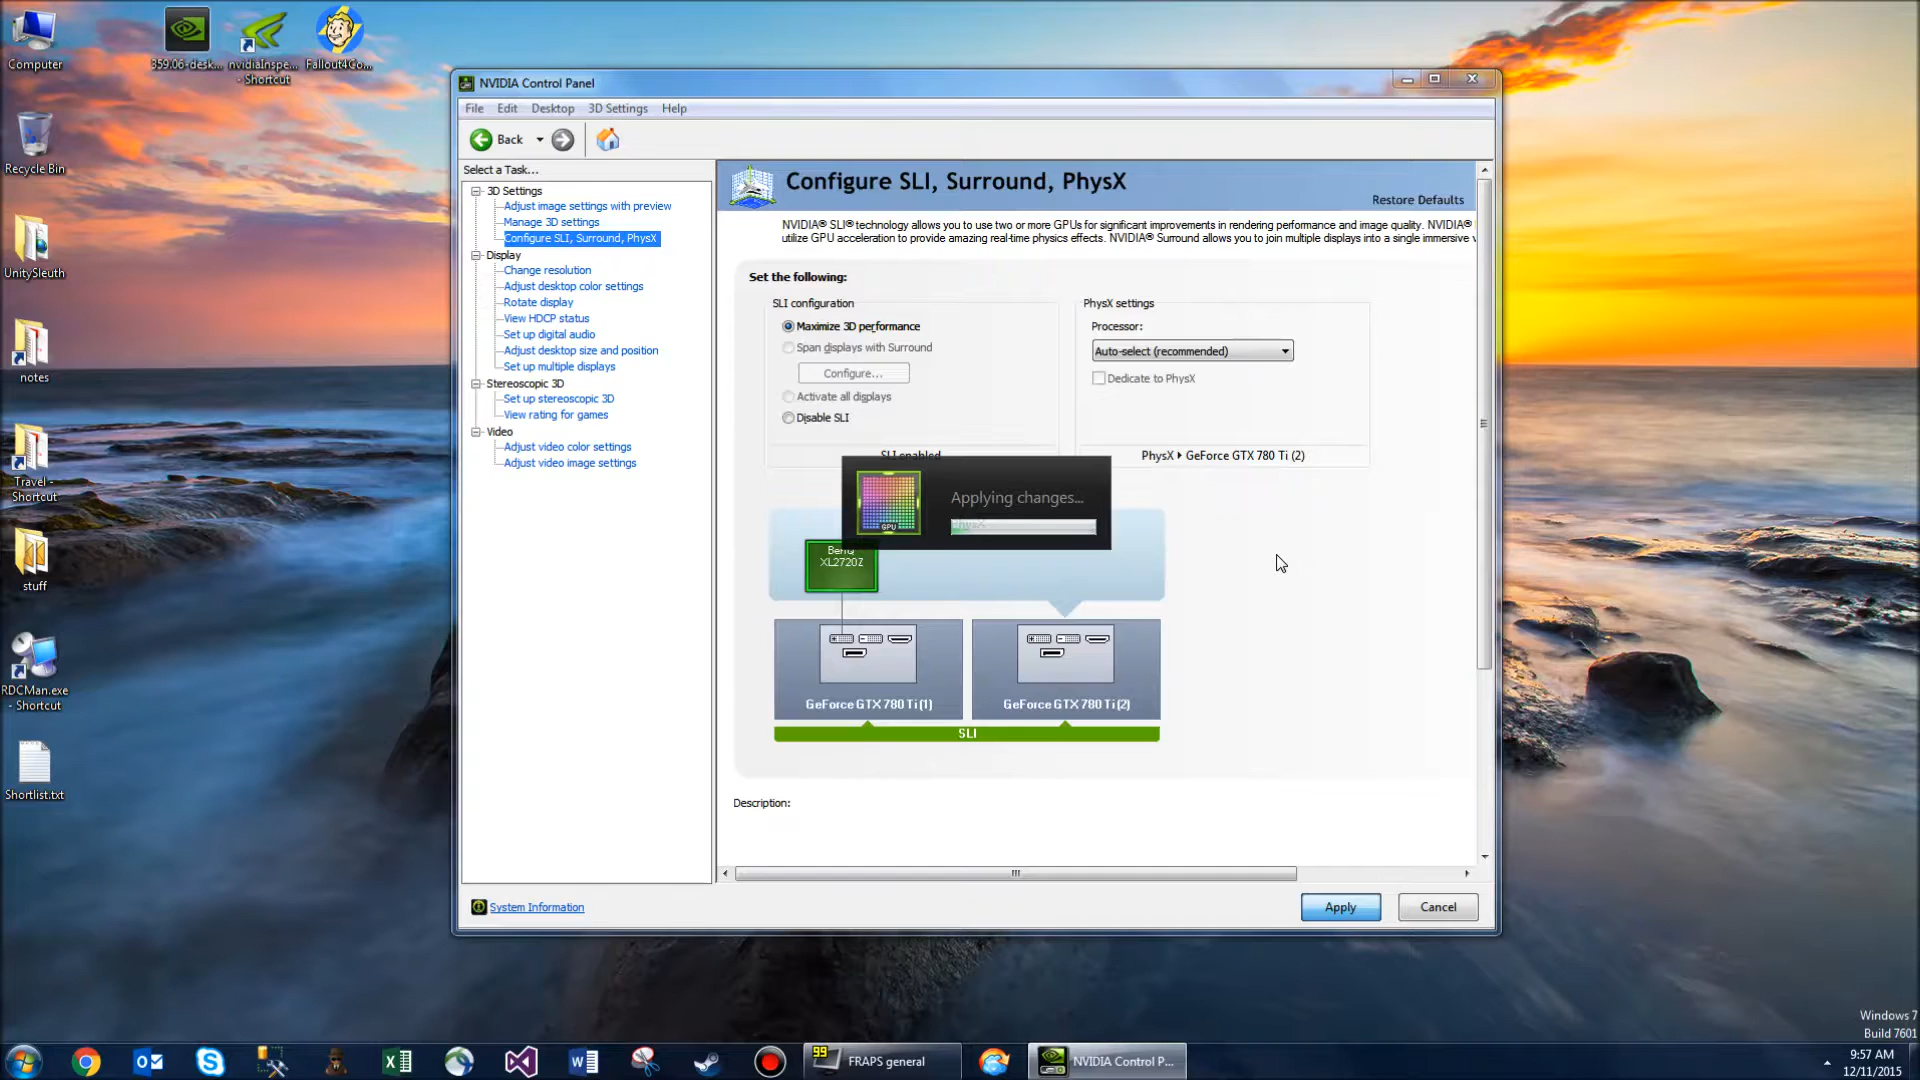 Computer
359.06-desk...
nvidiaInspe...
- Shortcut
Fallout4Co...
Recycle Bin
UnitySleuth
notes
Travel -
Shortcut
stuff
RDCMan.exe
- Shortcut
Shortlist.txt
NVIDIA Control Panel
File Edit Desktop 3D Settings Help
Back
Select a Task...
3D Settings
Adjust image settings with preview
Manage 3D settings
Configure SLI, Surround, PhysX
Display
Change resolution
Adjust desktop color settings
Rotate display
View HDCP status
Set up digital audio
Adjust desktop size and position
Set up multiple displays
Stereoscopic 3D
Set up stereoscopic 3D
View rating for games
Video
Adjust video color settings
Adjust video image settings
System Information
Configure SLI, Surround, PhysX
Restore Defaults
NVIDIA® SLI® technology allows you to use two or more GPUs for significant improvements in rendering performance and image quality. NVIDIA®
utilize GPU acceleration to provide amazing real-time physics effects. NVIDIA® Surround allows you to join multiple displays into a single immersive v
Set the following:
SLI configuration
Maximize 3D performance
Span displays with Surround
Configure...
Activate all displays
Disable SLI
SLI enabled
PhysX settings
Processor:
Auto-select (recommended)
Dedicate to PhysX
PhysX ▸ GeForce GTX 780 Ti (2)
GPU
Applying changes...
PhysX
BenQ
XL2720Z
GeForce GTX 780 Ti (1)
GeForce GTX 780 Ti (2)
SLI
Description:
Apply
Cancel
Windows 7
Build 7601
99
FRAPS general
NVIDIA Control P...
9:57 AM
12/11/2015